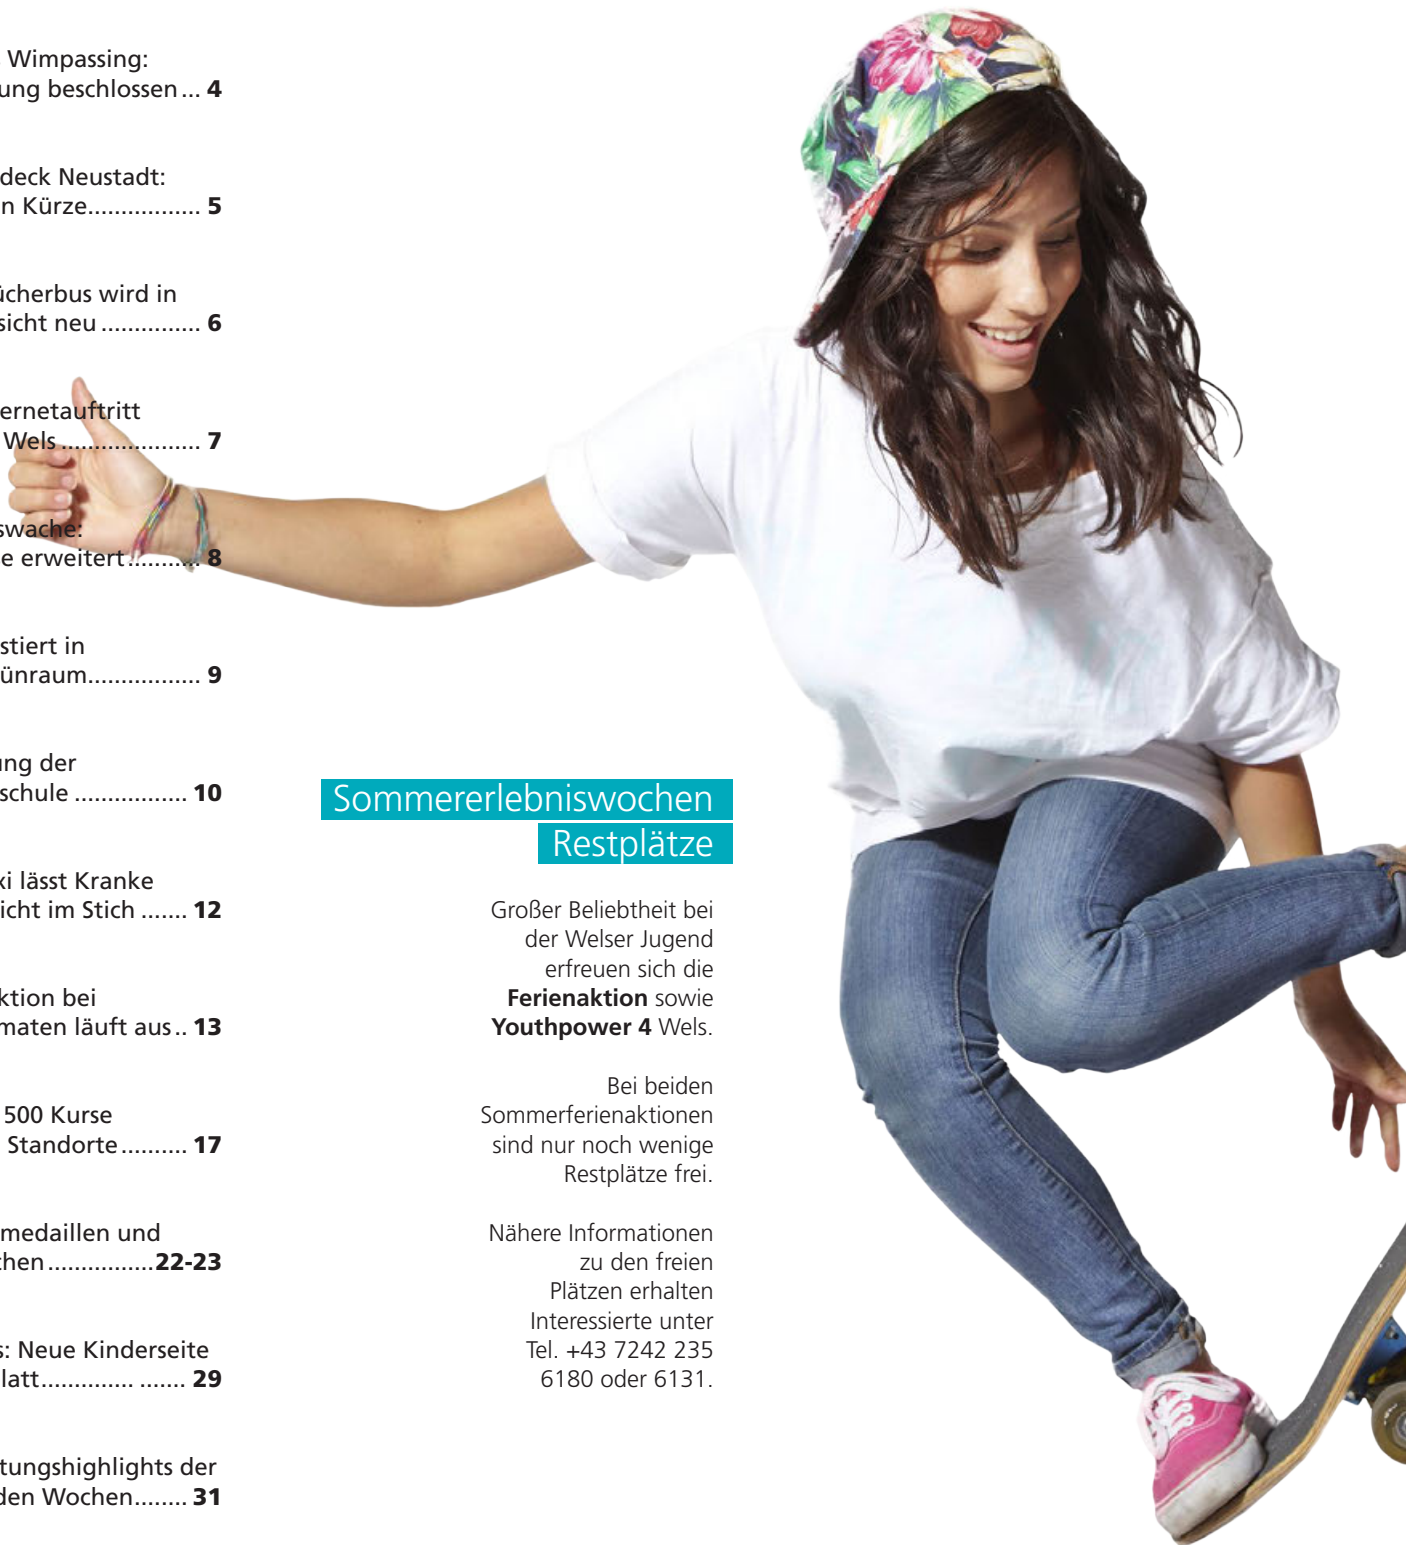 Wimpassing:
ung beschlossen ... 4
deck Neustadt:
n Kürze................. 5
ücherbus wird in
sicht neu ............... 6
ernetauftritt
Wels ..................... 7
swache:
e erweitert........... 8
stiert in
ünraum................. 9
ung der
schule ................. 10
xi lässt Kranke
icht im Stich ....... 12
ktion bei
maten läuft aus .. 13
500 Kurse
Standorte .......... 17
medaillen und
chen ................22-23
s: Neue Kinderseite
latt.............. ....... 29
tungshighlights der
den Wochen........ 31
Sommererlebniswochen
Restplätze
Großer Beliebtheit bei
der Welser Jugend
erfreuen sich die
Ferienaktion sowie
Youthpower 4 Wels.
Bei beiden
Sommerferienaktionen
sind nur noch wenige
Restplätze frei.
Nähere Informationen
zu den freien
Plätzen erhalten
Interessierte unter
Tel. +43 7242 235
6180 oder 6131.